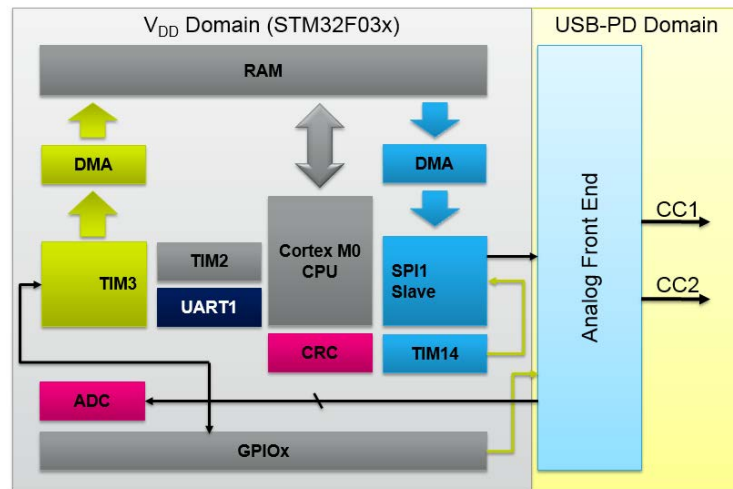 V_DD Domain (STM32F03x)
USB-PD Domain
RAM
DMA
DMA
Cortex M0
CPU
TIM3
TIM2
UART1
SPI1
Slave
CRC
TIM14
ADC
GPIOx
Analog Front End
CC1
CC2